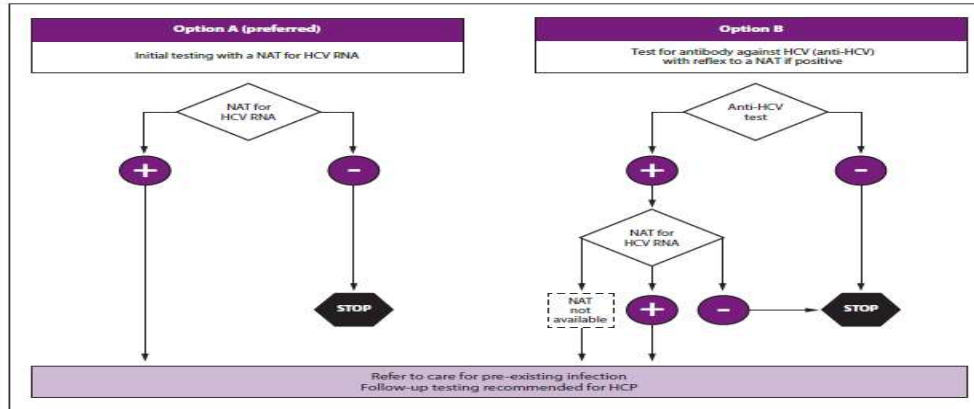 Option A (preferred)
Initial testing with a NAT for HCV RNA
NAT for
HCV RNA
+
-
STOP
Option B
Test for antibody against HCV (anti-HCV)
with reflex to a NAT if positive
Anti-HCV
test
+
-
NAT for
HCV RNA
NAT
not
available
+
-
STOP
Refer to care for pre-existing infection
Follow-up testing recommended for HCP